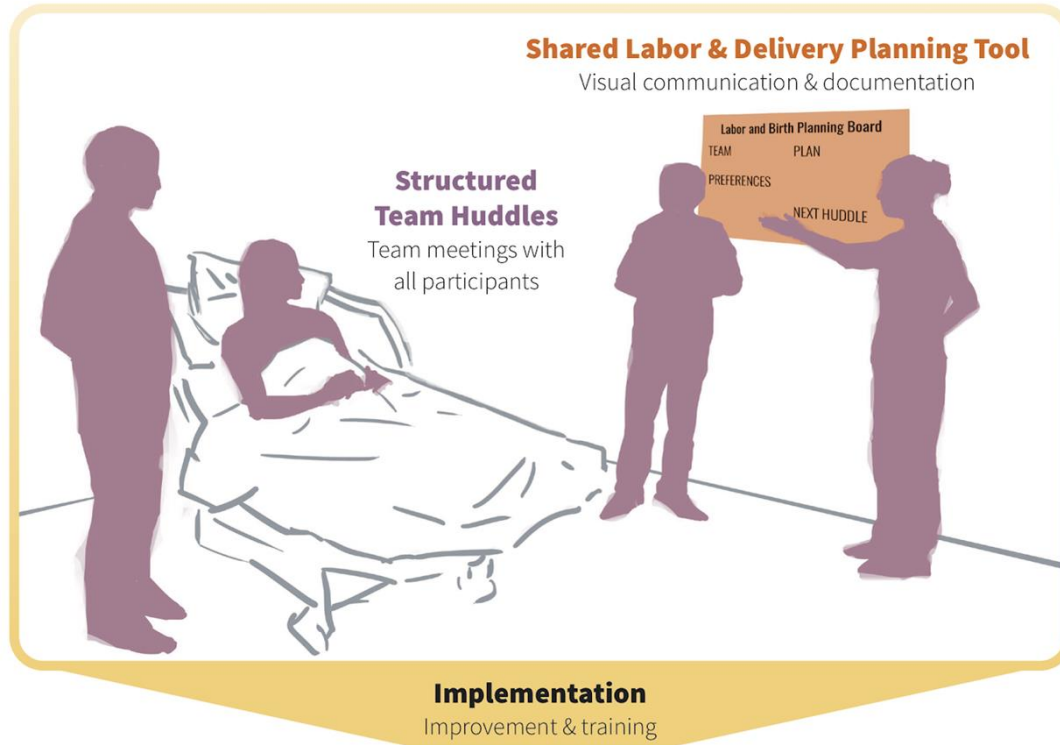 Shared Labor & Delivery Planning Tool
Visual communication & documentation
Labor and Birth Planning Board
TEAM PLAN
PREFERENCES
NEXT HUDDLE
Structured
Team Huddles
Team meetings with
all participants
Implementation
Improvement & training